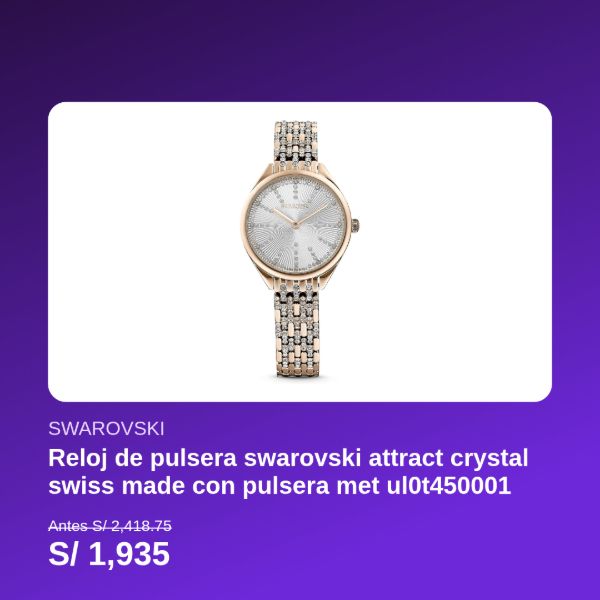 SWAROVSKI
Reloj de pulsera swarovski attract crystal
swiss made con pulsera met ul0t450001
Antes S/ 2,418.75
S/ 1,935